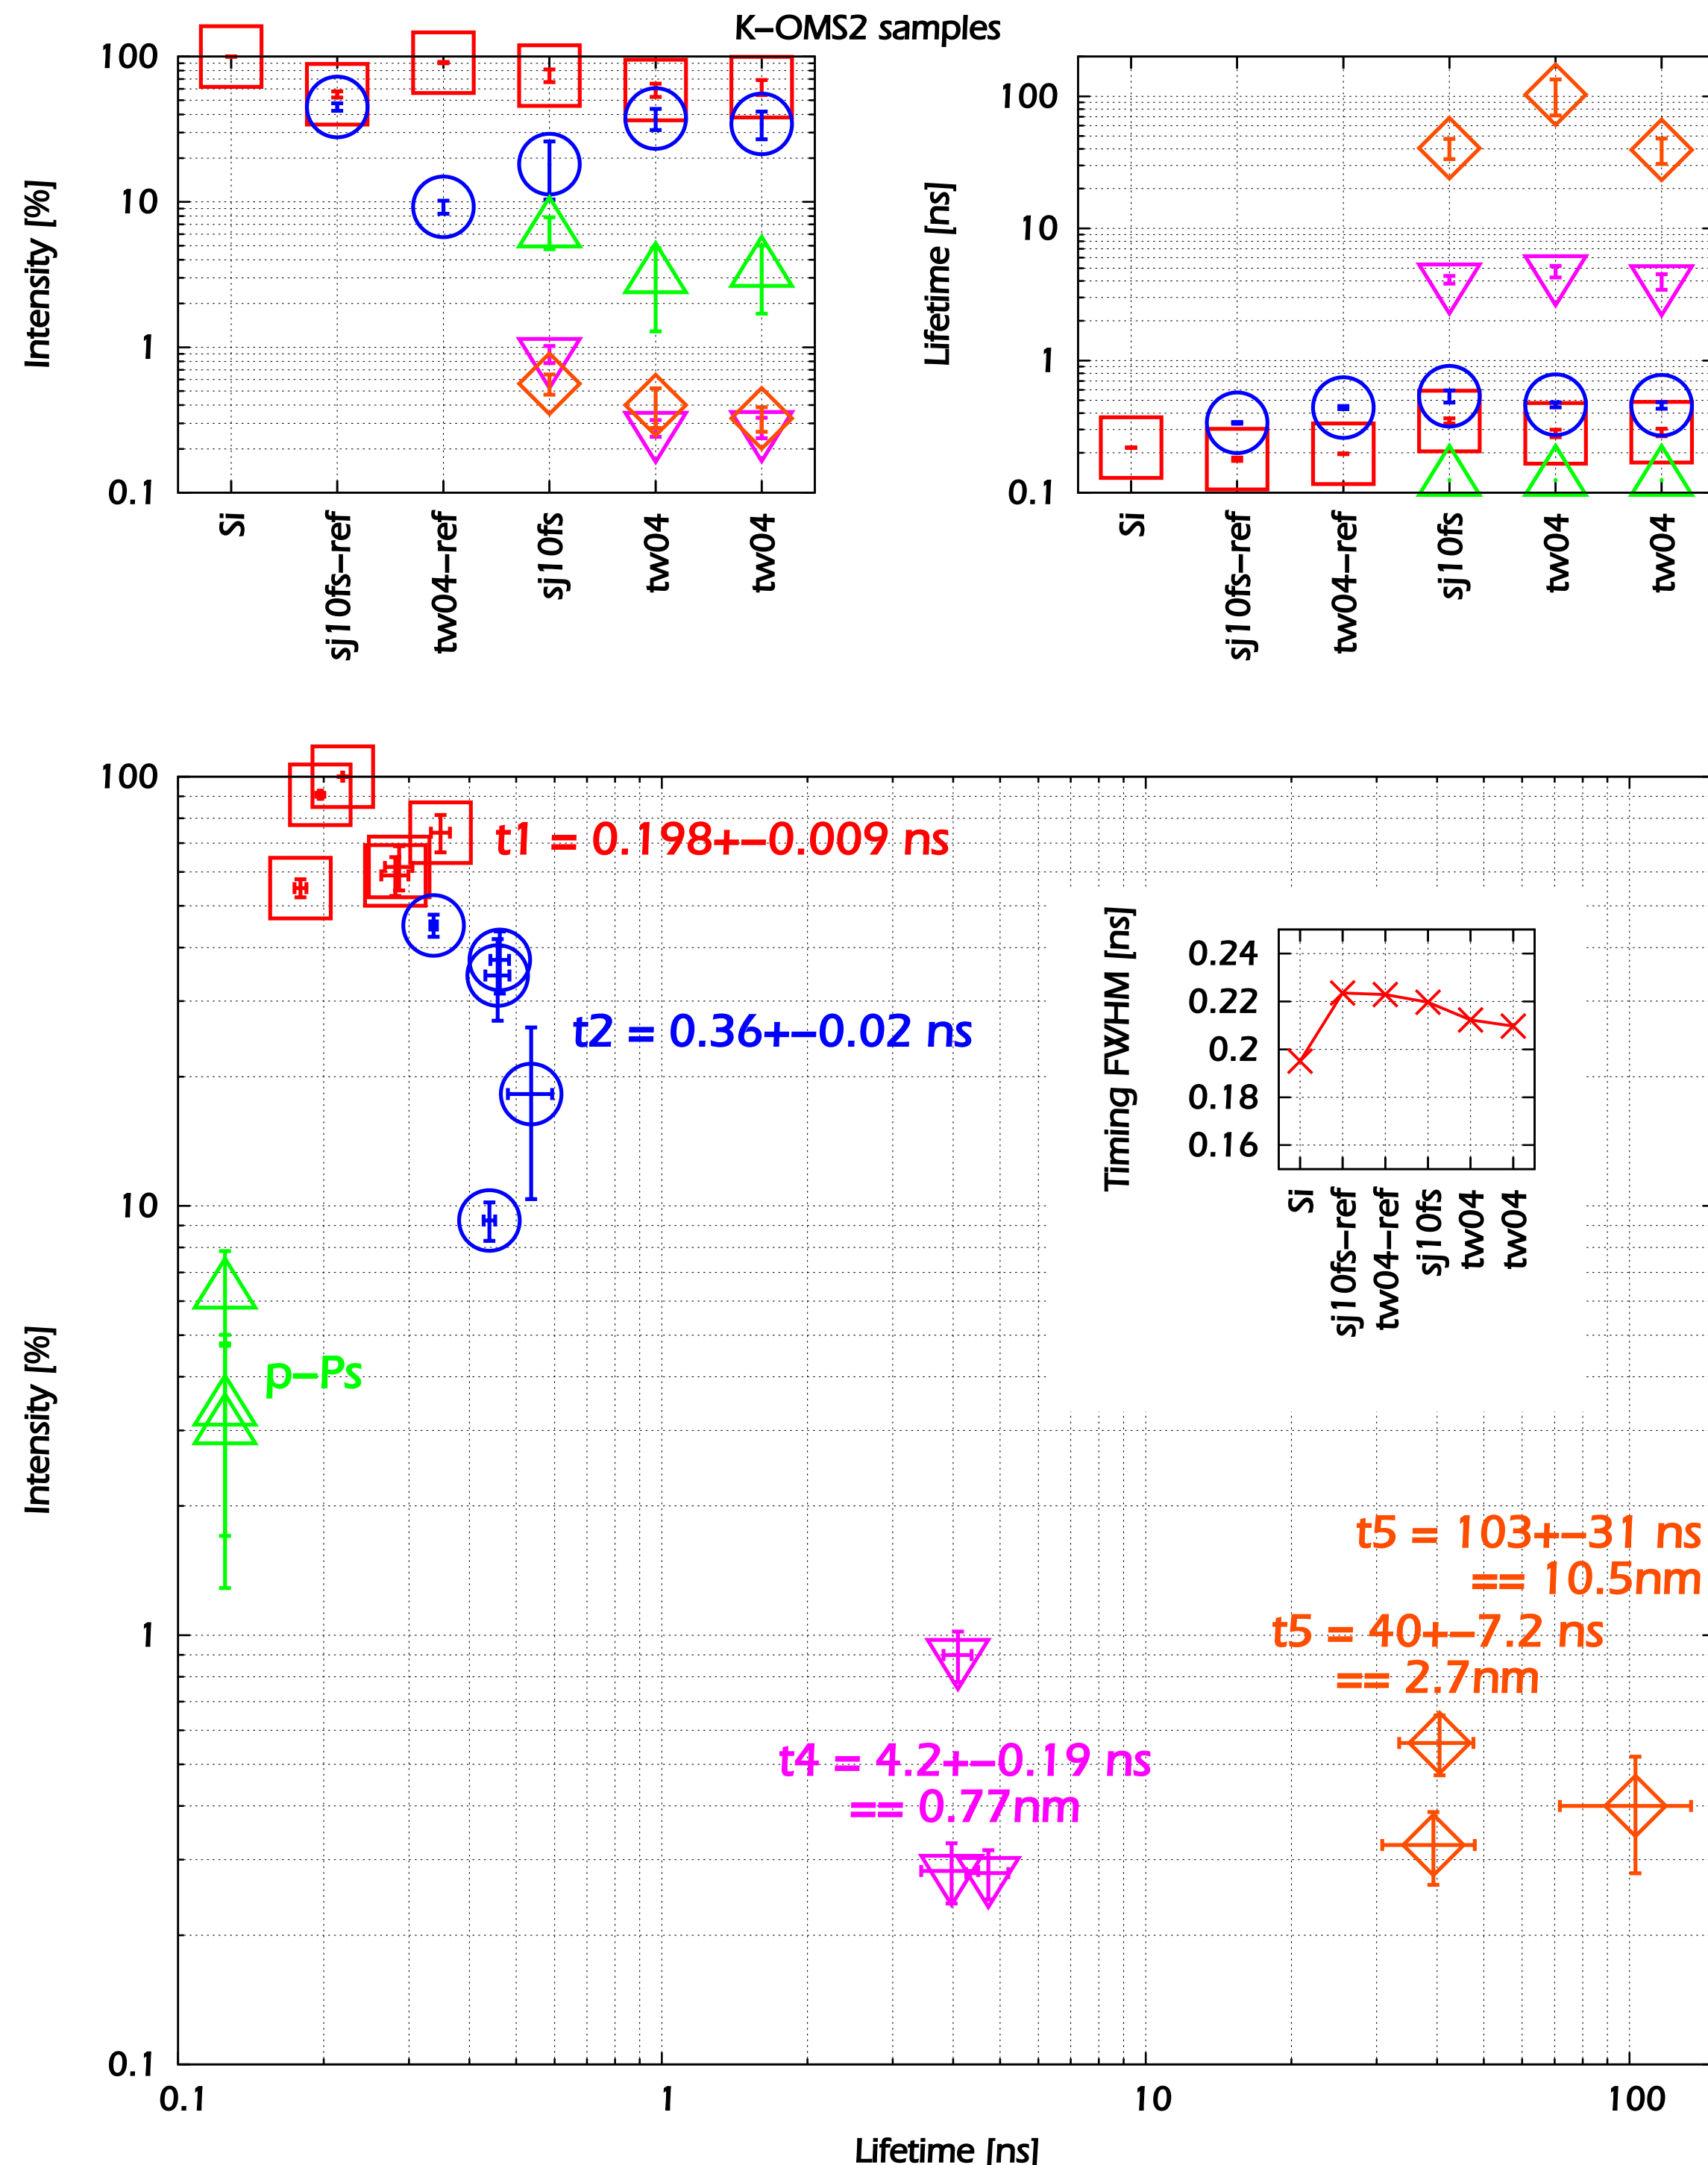 K–OMS2 samples
Intensity [%]
100
10
1
0.1
Si
sj10fs–ref
tw04–ref
sj10fs
tw04
tw04
Lifetime [ns]
100
10
1
0.1
Si
sj10fs–ref
tw04–ref
sj10fs
tw04
tw04
Intensity [%]
100
10
1
0.1
0.1
1
10
100
Lifetime [ns]
t1 = 0.198+–0.009 ns
t2 = 0.36+–0.02 ns
p–Ps
t4 = 4.2+–0.19 ns
== 0.77nm
t5 = 103+–31 ns
== 10.5nm
t5 = 40+–7.2 ns
== 2.7nm
Timing FWHM [ns]
0.24
0.22
0.2
0.18
0.16
Si
sj10fs–ref
tw04–ref
sj10fs
tw04
tw04